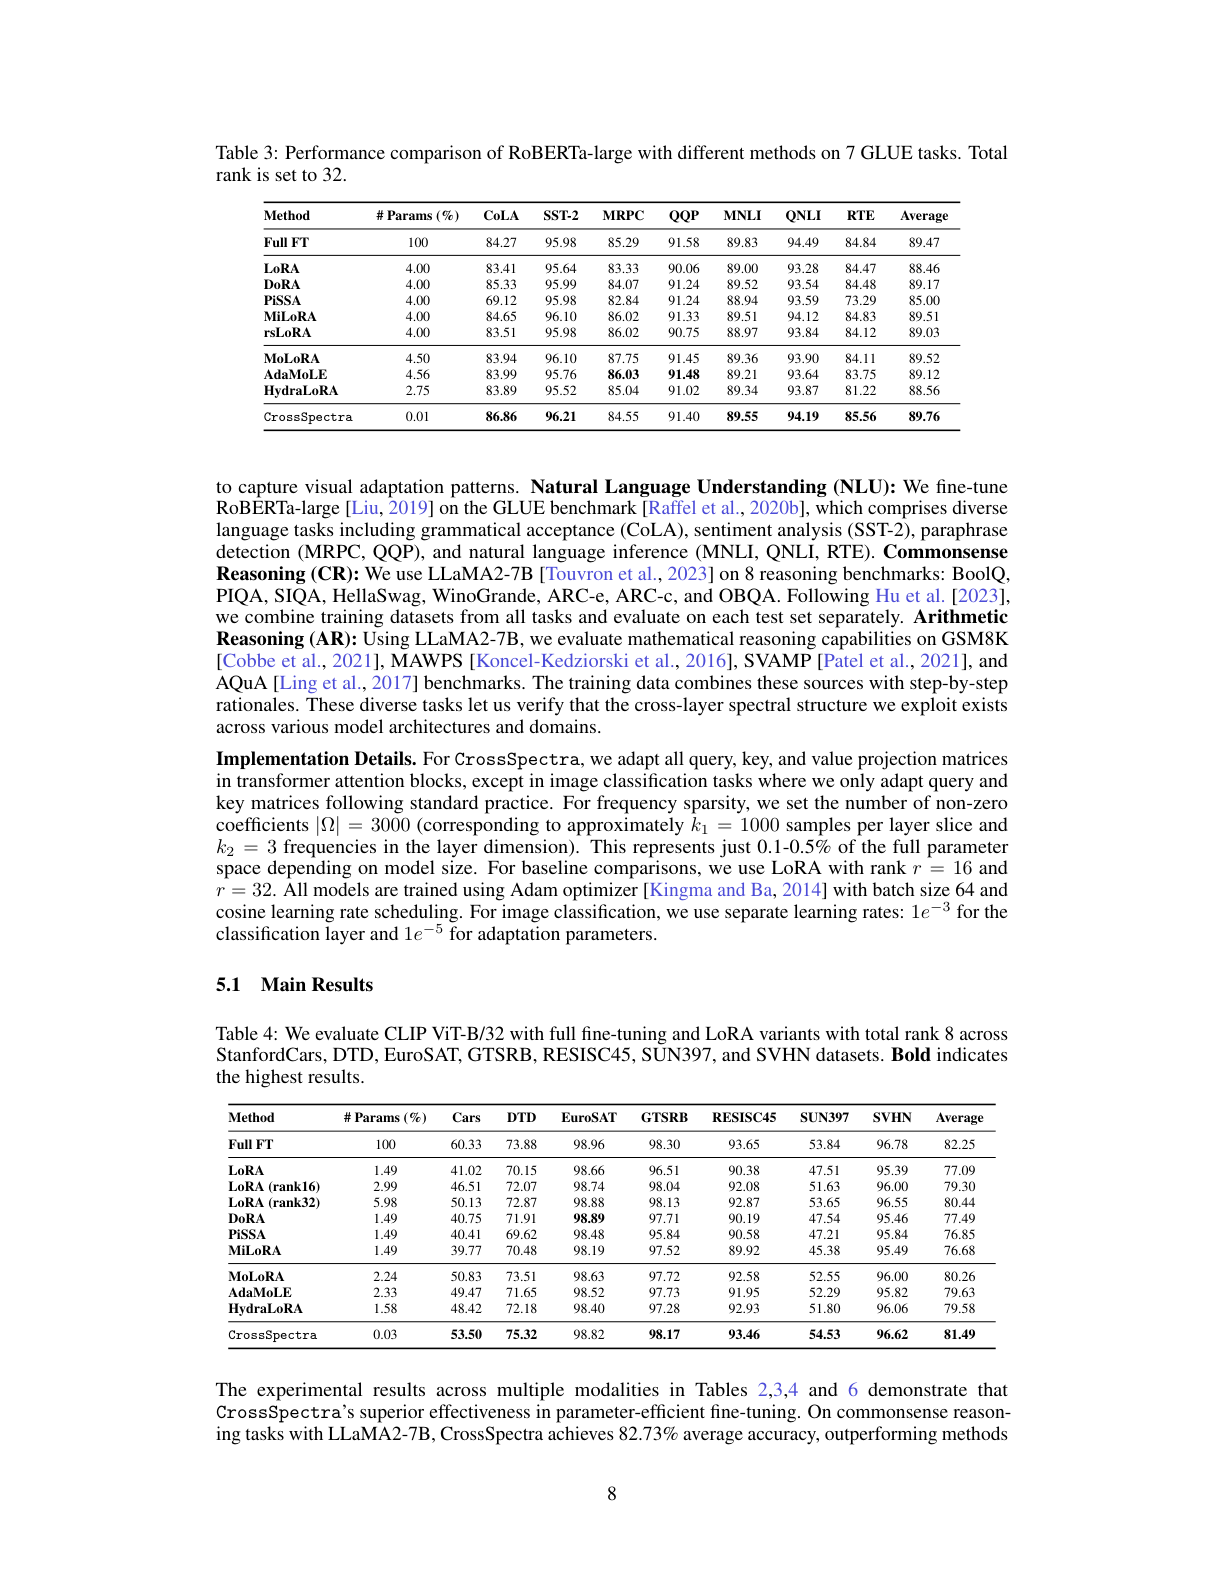 Table 3: Performance comparison of RoBERTa-large with different methods on 7 GLUE tasks. Total
rank is set to 32.
Method # Params (%) CoLA SST-2 MRPC QQP MNLI QNLI RTE Average
Full FT 100 84.27 95.98 85.29 91.58 89.83 94.49 84.84 89.47
LoRA 4.00 83.41 95.64 83.33 90.06 89.00 93.28 84.47 88.46
DoRA 4.00 85.33 95.99 84.07 91.24 89.52 93.54 84.48 89.17
PiSSA 4.00 69.12 95.98 82.84 91.24 88.94 93.59 73.29 85.00
MiLoRA 4.00 84.65 96.10 86.02 91.33 89.51 94.12 84.83 89.51
rsLoRA 4.00 83.51 95.98 86.02 90.75 88.97 93.84 84.12 89.03
MoLoRA 4.50 83.94 96.10 87.75 91.45 89.36 93.90 84.11 89.52
AdaMoLE 4.56 83.99 95.76 86.03 91.48 89.21 93.64 83.75 89.12
HydraLoRA 2.75 83.89 95.52 85.04 91.02 89.34 93.87 81.22 88.56
CrossSpectra 0.01 86.86 96.21 84.55 91.40 89.55 94.19 85.56 89.76
to capture visual adaptation patterns. Natural Language Understanding (NLU): We fine-tune
RoBERTa-large [Liu, 2019] on the GLUE benchmark [Raffel et al., 2020b], which comprises diverse
language tasks including grammatical acceptance (CoLA), sentiment analysis (SST-2), paraphrase
detection (MRPC, QQP), and natural language inference (MNLI, QNLI, RTE). Commonsense
Reasoning (CR): We use LLaMA2-7B [Touvron et al., 2023] on 8 reasoning benchmarks: BoolQ,
PIQA, SIQA, HellaSwag, WinoGrande, ARC-e, ARC-c, and OBQA. Following Hu et al. [2023],
we combine training datasets from all tasks and evaluate on each test set separately. Arithmetic
Reasoning (AR): Using LLaMA2-7B, we evaluate mathematical reasoning capabilities on GSM8K
[Cobbe et al., 2021], MAWPS [Koncel-Kedziorski et al., 2016], SVAMP [Patel et al., 2021], and
AQuA [Ling et al., 2017] benchmarks. The training data combines these sources with step-by-step
rationales. These diverse tasks let us verify that the cross-layer spectral structure we exploit exists
across various model architectures and domains.
Implementation Details. For CrossSpectra, we adapt all query, key, and value projection matrices
in transformer attention blocks, except in image classification tasks where we only adapt query and
key matrices following standard practice. For frequency sparsity, we set the number of non-zero
coefficients |Ω| = 3000 (corresponding to approximately k₁ = 1000 samples per layer slice and
k₂ = 3 frequencies in the layer dimension). This represents just 0.1-0.5% of the full parameter
space depending on model size. For baseline comparisons, we use LoRA with rank r = 16 and
r = 32. All models are trained using Adam optimizer [Kingma and Ba, 2014] with batch size 64 and
cosine learning rate scheduling. For image classification, we use separate learning rates: 1e⁻³ for the
classification layer and 1e⁻⁵ for adaptation parameters.
5.1 Main Results
Table 4: We evaluate CLIP ViT-B/32 with full fine-tuning and LoRA variants with total rank 8 across
StanfordCars, DTD, EuroSAT, GTSRB, RESISC45, SUN397, and SVHN datasets. Bold indicates
the highest results.
Method # Params (%) Cars DTD EuroSAT GTSRB RESISC45 SUN397 SVHN Average
Full FT 100 60.33 73.88 98.96 98.30 93.65 53.84 96.78 82.25
LoRA 1.49 41.02 70.15 98.66 96.51 90.38 47.51 95.39 77.09
LoRA (rank16) 2.99 46.51 72.07 98.74 98.04 92.08 51.63 96.00 79.30
LoRA (rank32) 5.98 50.13 72.87 98.88 98.13 92.87 53.65 96.55 80.44
DoRA 1.49 40.75 71.91 98.89 97.71 90.19 47.54 95.46 77.49
PiSSA 1.49 40.41 69.62 98.48 95.84 90.58 47.21 95.84 76.85
MiLoRA 1.49 39.77 70.48 98.19 97.52 89.92 45.38 95.49 76.68
MoLoRA 2.24 50.83 73.51 98.63 97.72 92.58 52.55 96.00 80.26
AdaMoLE 2.33 49.47 71.65 98.52 97.73 91.95 52.29 95.82 79.63
HydraLoRA 1.58 48.42 72.18 98.40 97.28 92.93 51.80 96.06 79.58
CrossSpectra 0.03 53.50 75.32 98.82 98.17 93.46 54.53 96.62 81.49
The experimental results across multiple modalities in Tables 2,3,4 and 6 demonstrate that
CrossSpectra's superior effectiveness in parameter-efficient fine-tuning. On commonsense reason-
ing tasks with LLaMA2-7B, CrossSpectra achieves 82.73% average accuracy, outperforming methods
8